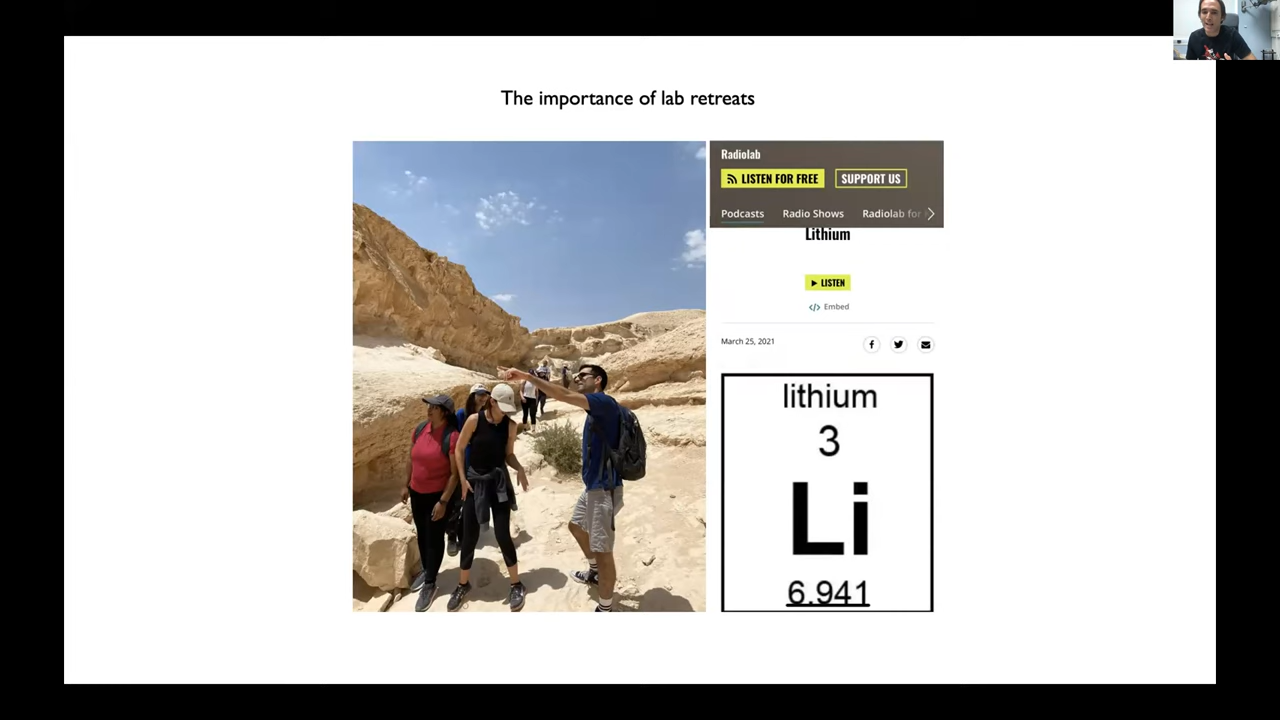 The importance of lab retreats
Radiolab
LISTEN FOR FREE
SUPPORT US
Podcasts
Radio Shows
Radiolab for
Lithium
LISTEN
Embed
March 25, 2021
lithium
3
Li
6.941